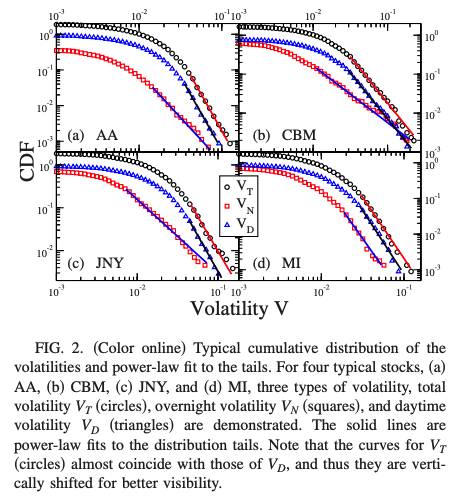 10^-3 10^-2 10^-1 10^-3 10^-2 10^-1
10^0 10^0
10^-1 10^-1
10^-2 10^-2
10^-3 10^-3
(a) AA (b) CBM
CDF
10^0 10^0
V_T
V_N
V_D
10^-1 10^-1
10^-2 10^-2
10^-3
(c) JNY (d) MI
10^-3 10^-2 10^-1 10^-2 10^-1
Volatility V
FIG. 2. (Color online) Typical cumulative distribution of the
volatilities and power-law fit to the tails. For four typical stocks, (a)
AA, (b) CBM, (c) JNY, and (d) MI, three types of volatility, total
volatility V_T (circles), overnight volatility V_N (squares), and daytime
volatility V_D (triangles) are demonstrated. The solid lines are
power-law fits to the distribution tails. Note that the curves for V_T
(circles) almost coincide with those of V_D, and thus they are verti-
cally shifted for better visibility.